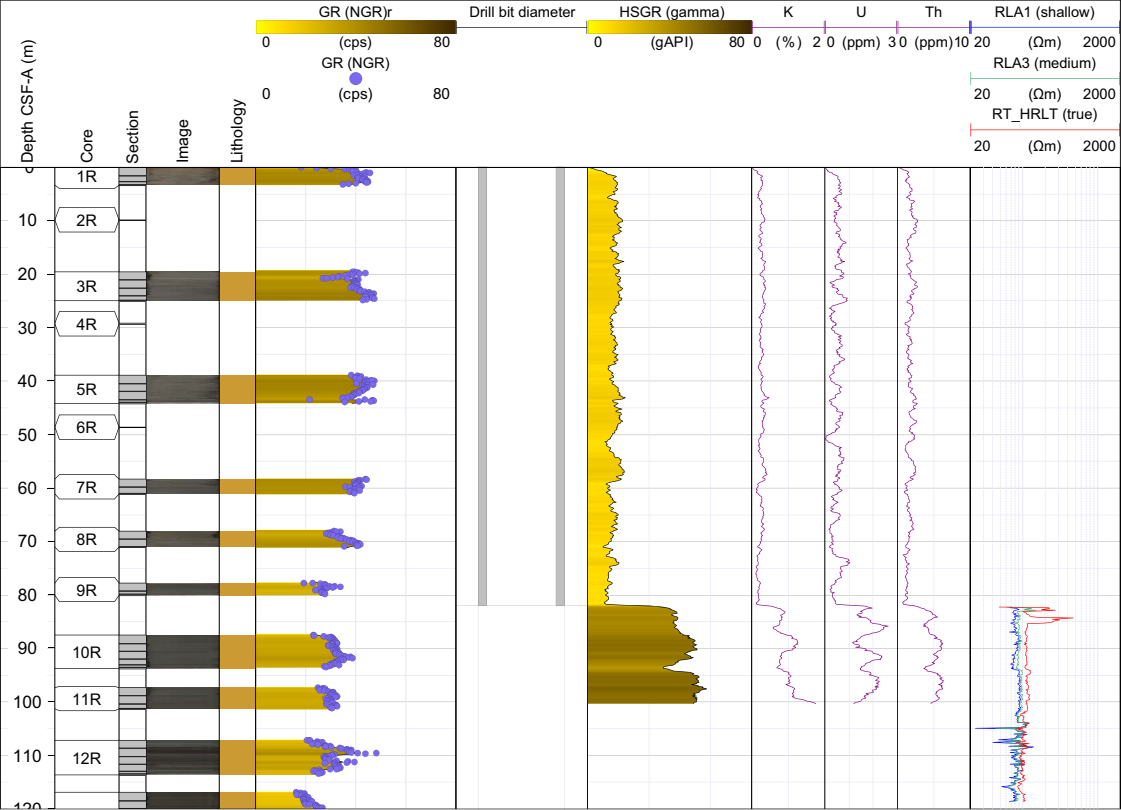 GR (NGR)r Drill bit diameter HSGR (gamma) K U Th RLA1 (shallow)
0 (cps) 80 0 (gAPI) 80 0 (%) 2 0 (ppm) 3 0 (ppm) 10 20 (Ωm) 2000
GR (NGR) RLA3 (medium)
0 (cps) 80 20 (Ωm) 2000
RT_HRLT (true)
20 (Ωm) 2000
Depth CSF-A (m)
Core
Section
Image
Lithology
1R
10 2R
20
3R
30 4R
40 5R
6R
50
60 7R
70 8R
80 9R
90 10R
100 11R
110 12R
120